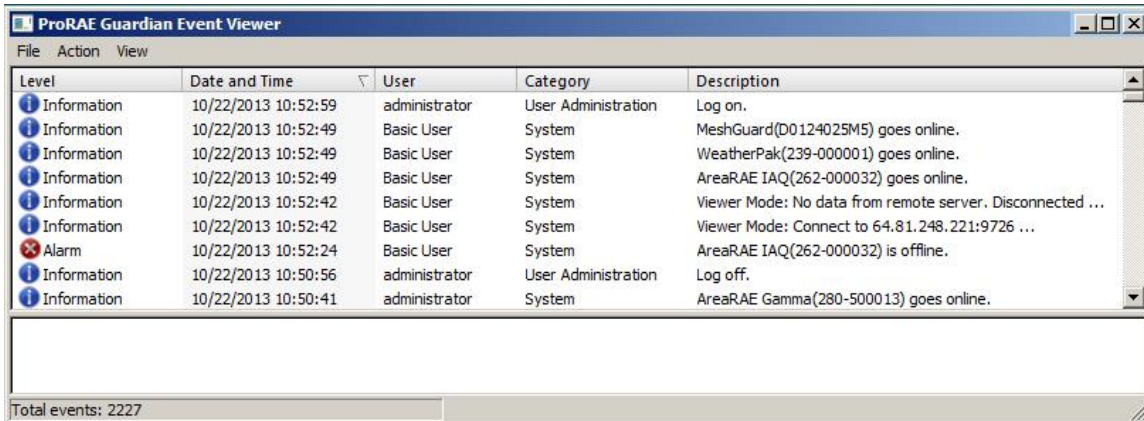 ProRAE Guardian Event Viewer
File Action View
Level Date and Time User Category Description
Information 10/22/2013 10:52:59 administrator User Administration Log on.
Information 10/22/2013 10:52:49 Basic User System MeshGuard(D0124025M5) goes online.
Information 10/22/2013 10:52:49 Basic User System WeatherPak(239-000001) goes online.
Information 10/22/2013 10:52:49 Basic User System AreaRAE IAQ(262-000032) goes online.
Information 10/22/2013 10:52:42 Basic User System Viewer Mode: No data from remote server. Disconnected ...
Information 10/22/2013 10:52:42 Basic User System Viewer Mode: Connect to 64.81.248.221:9726 ...
Alarm 10/22/2013 10:52:24 Basic User System AreaRAE IAQ(262-000032) is offline.
Information 10/22/2013 10:50:56 administrator User Administration Log off.
Information 10/22/2013 10:50:41 administrator System AreaRAE Gamma(280-500013) goes online.
Total events: 2227